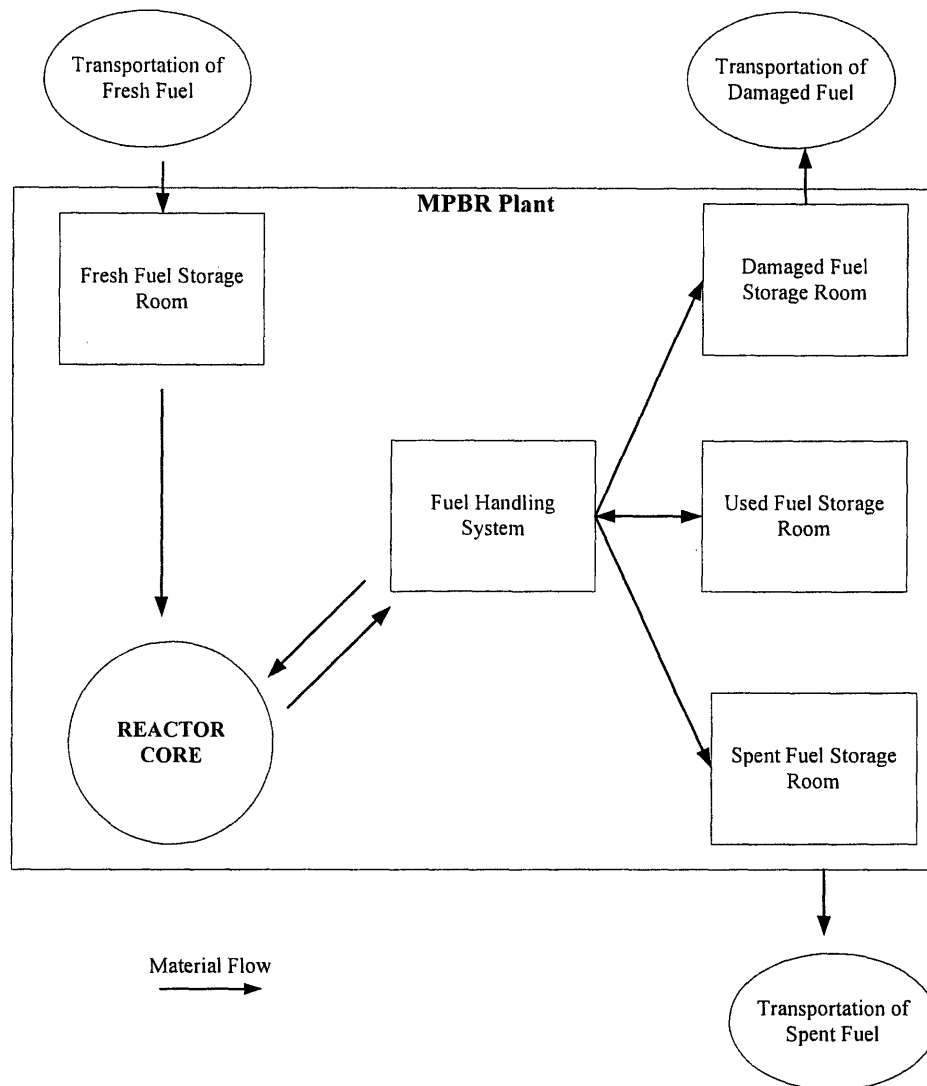 Transportation of
Fresh Fuel
Transportation of
Damaged Fuel
MPBR Plant
Fresh Fuel Storage
Room
Damaged Fuel
Storage Room
Fuel Handling
System
Used Fuel Storage
Room
REACTOR
CORE
Spent Fuel Storage
Room
Material Flow
Transportation of
Spent Fuel